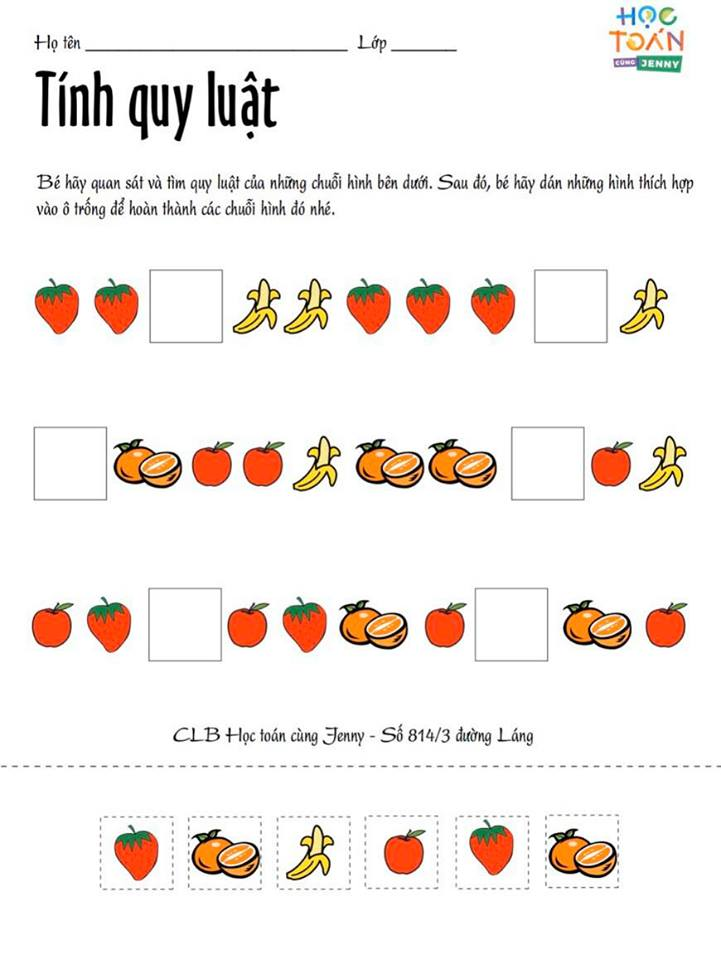 Họ tên ________________________________ Lớp ________
HỌC
TOÁN
CÙNG JENNY
Tính quy luật
Bé hãy quan sát và tìm quy luật của những chuỗi hình bên dưới. Sau đó, bé hãy dán những hình thích hợp
vào ô trống để hoàn thành các chuỗi hình đó nhé.
CLB Học toán cùng Jenny - Số 814/3 đường Láng